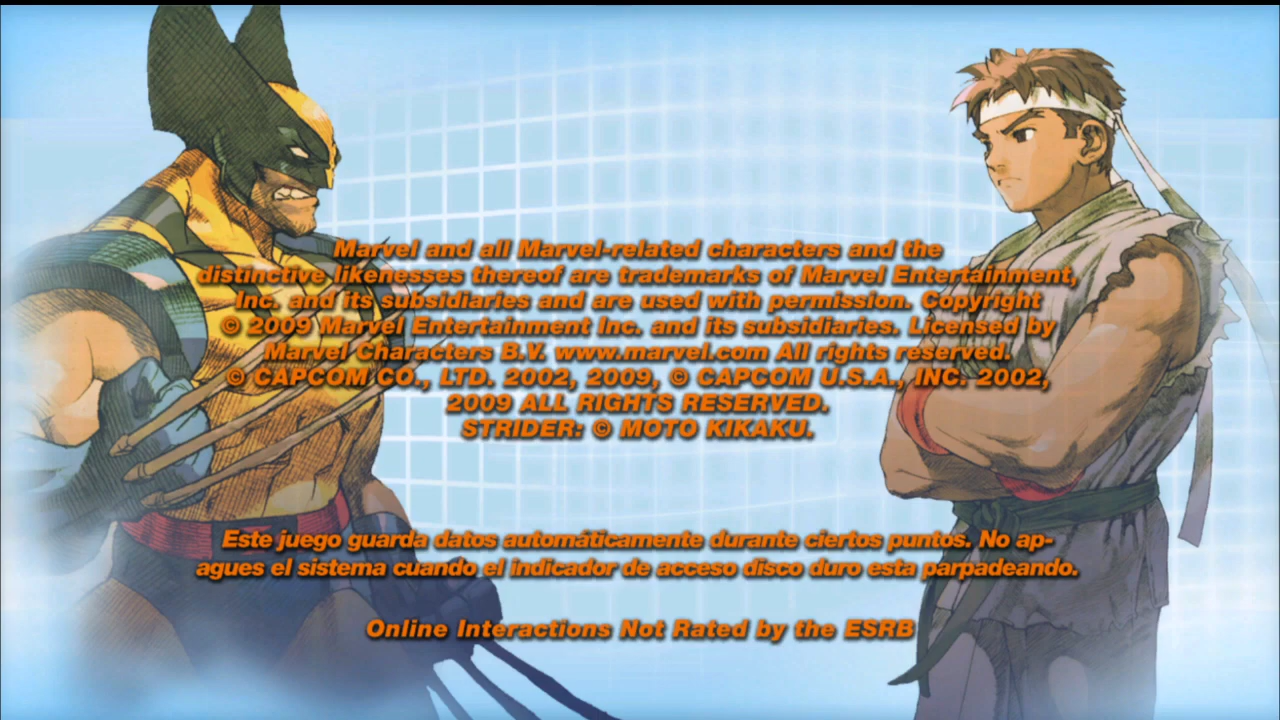 Marvel and all Marvel-related characters and the
distinctive likenesses thereof are trademarks of Marvel Entertainment,
Inc. and its subsidiaries and are used with permission. Copyright
© 2009 Marvel Entertainment Inc. and its subsidiaries. Licensed by
Marvel Characters B.V. www.marvel.com All rights reserved.
© CAPCOM CO., LTD. 2002, 2009, © CAPCOM U.S.A., INC. 2002,
2009 ALL RIGHTS RESERVED.
STRIDER: © MOTO KIKAKU.
Este juego guarda datos automáticamente durante ciertos puntos. No ap-
agues el sistema cuando el indicador de acceso disco duro esta parpadeando.
Online Interactions Not Rated by the ESRB